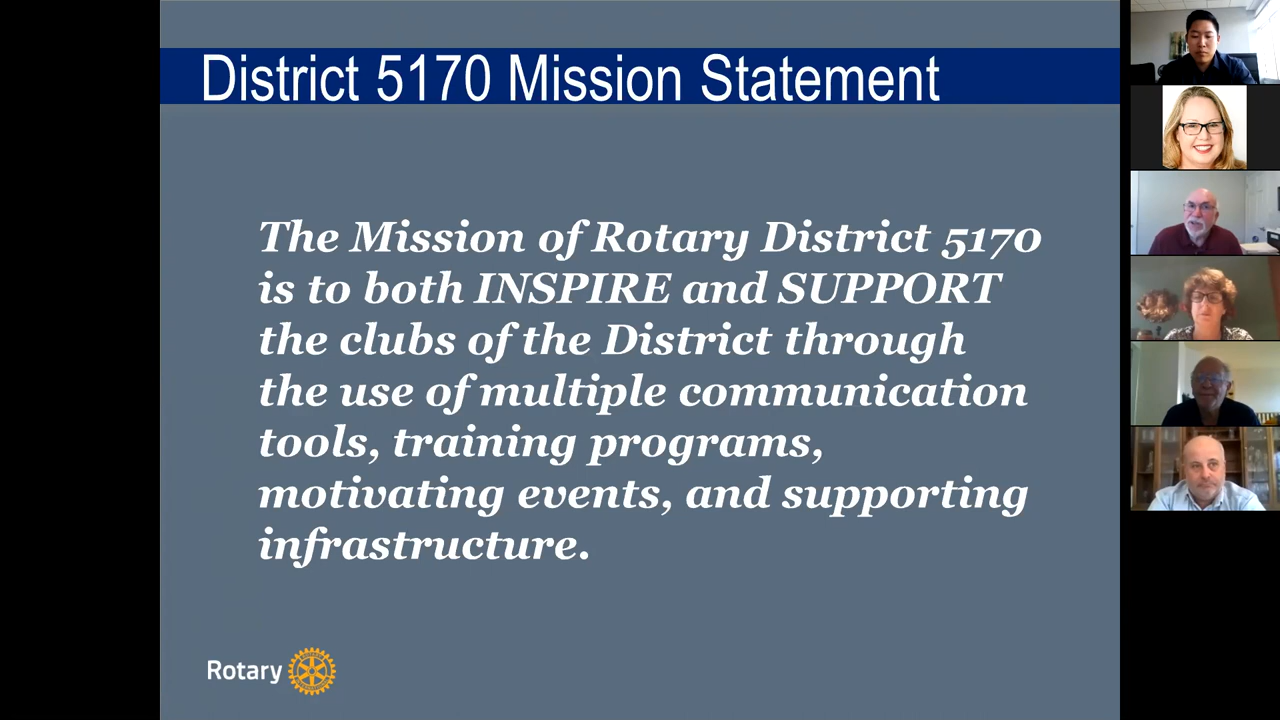 District 5170 Mission Statement
The Mission of Rotary District 5170
is to both INSPIRE and SUPPORT
the clubs of the District through
the use of multiple communication
tools, training programs,
motivating events, and supporting
infrastructure.
Rotary